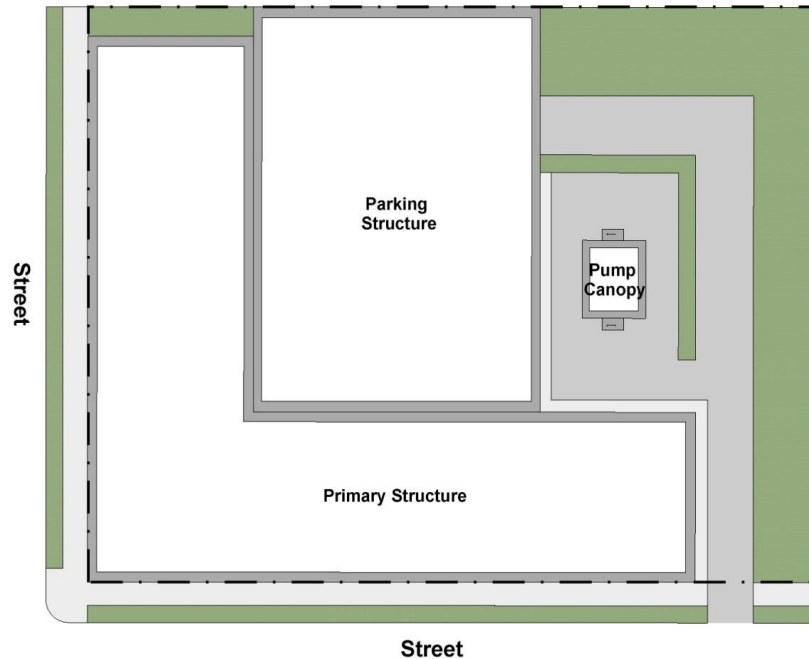 Parking
Structure
Street
Pump
Canopy
Primary Structure
Street